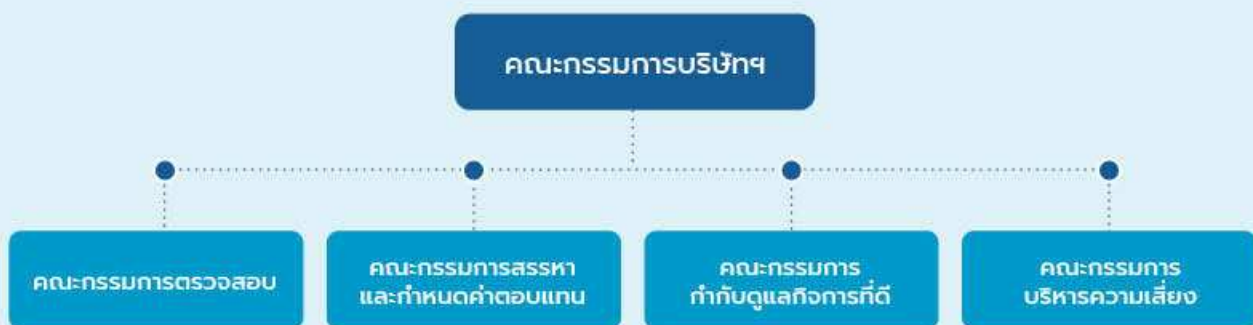 คณะกรรมการบริษัทฯ
คณะกรรมการตรวจสอบ
คณะกรรมการสรรหา
และกำหนดค่าตอบแทน
คณะกรรมการ
กำกับดูแลกิจการที่ดี
คณะกรรมการ
บริหารความเสี่ยง